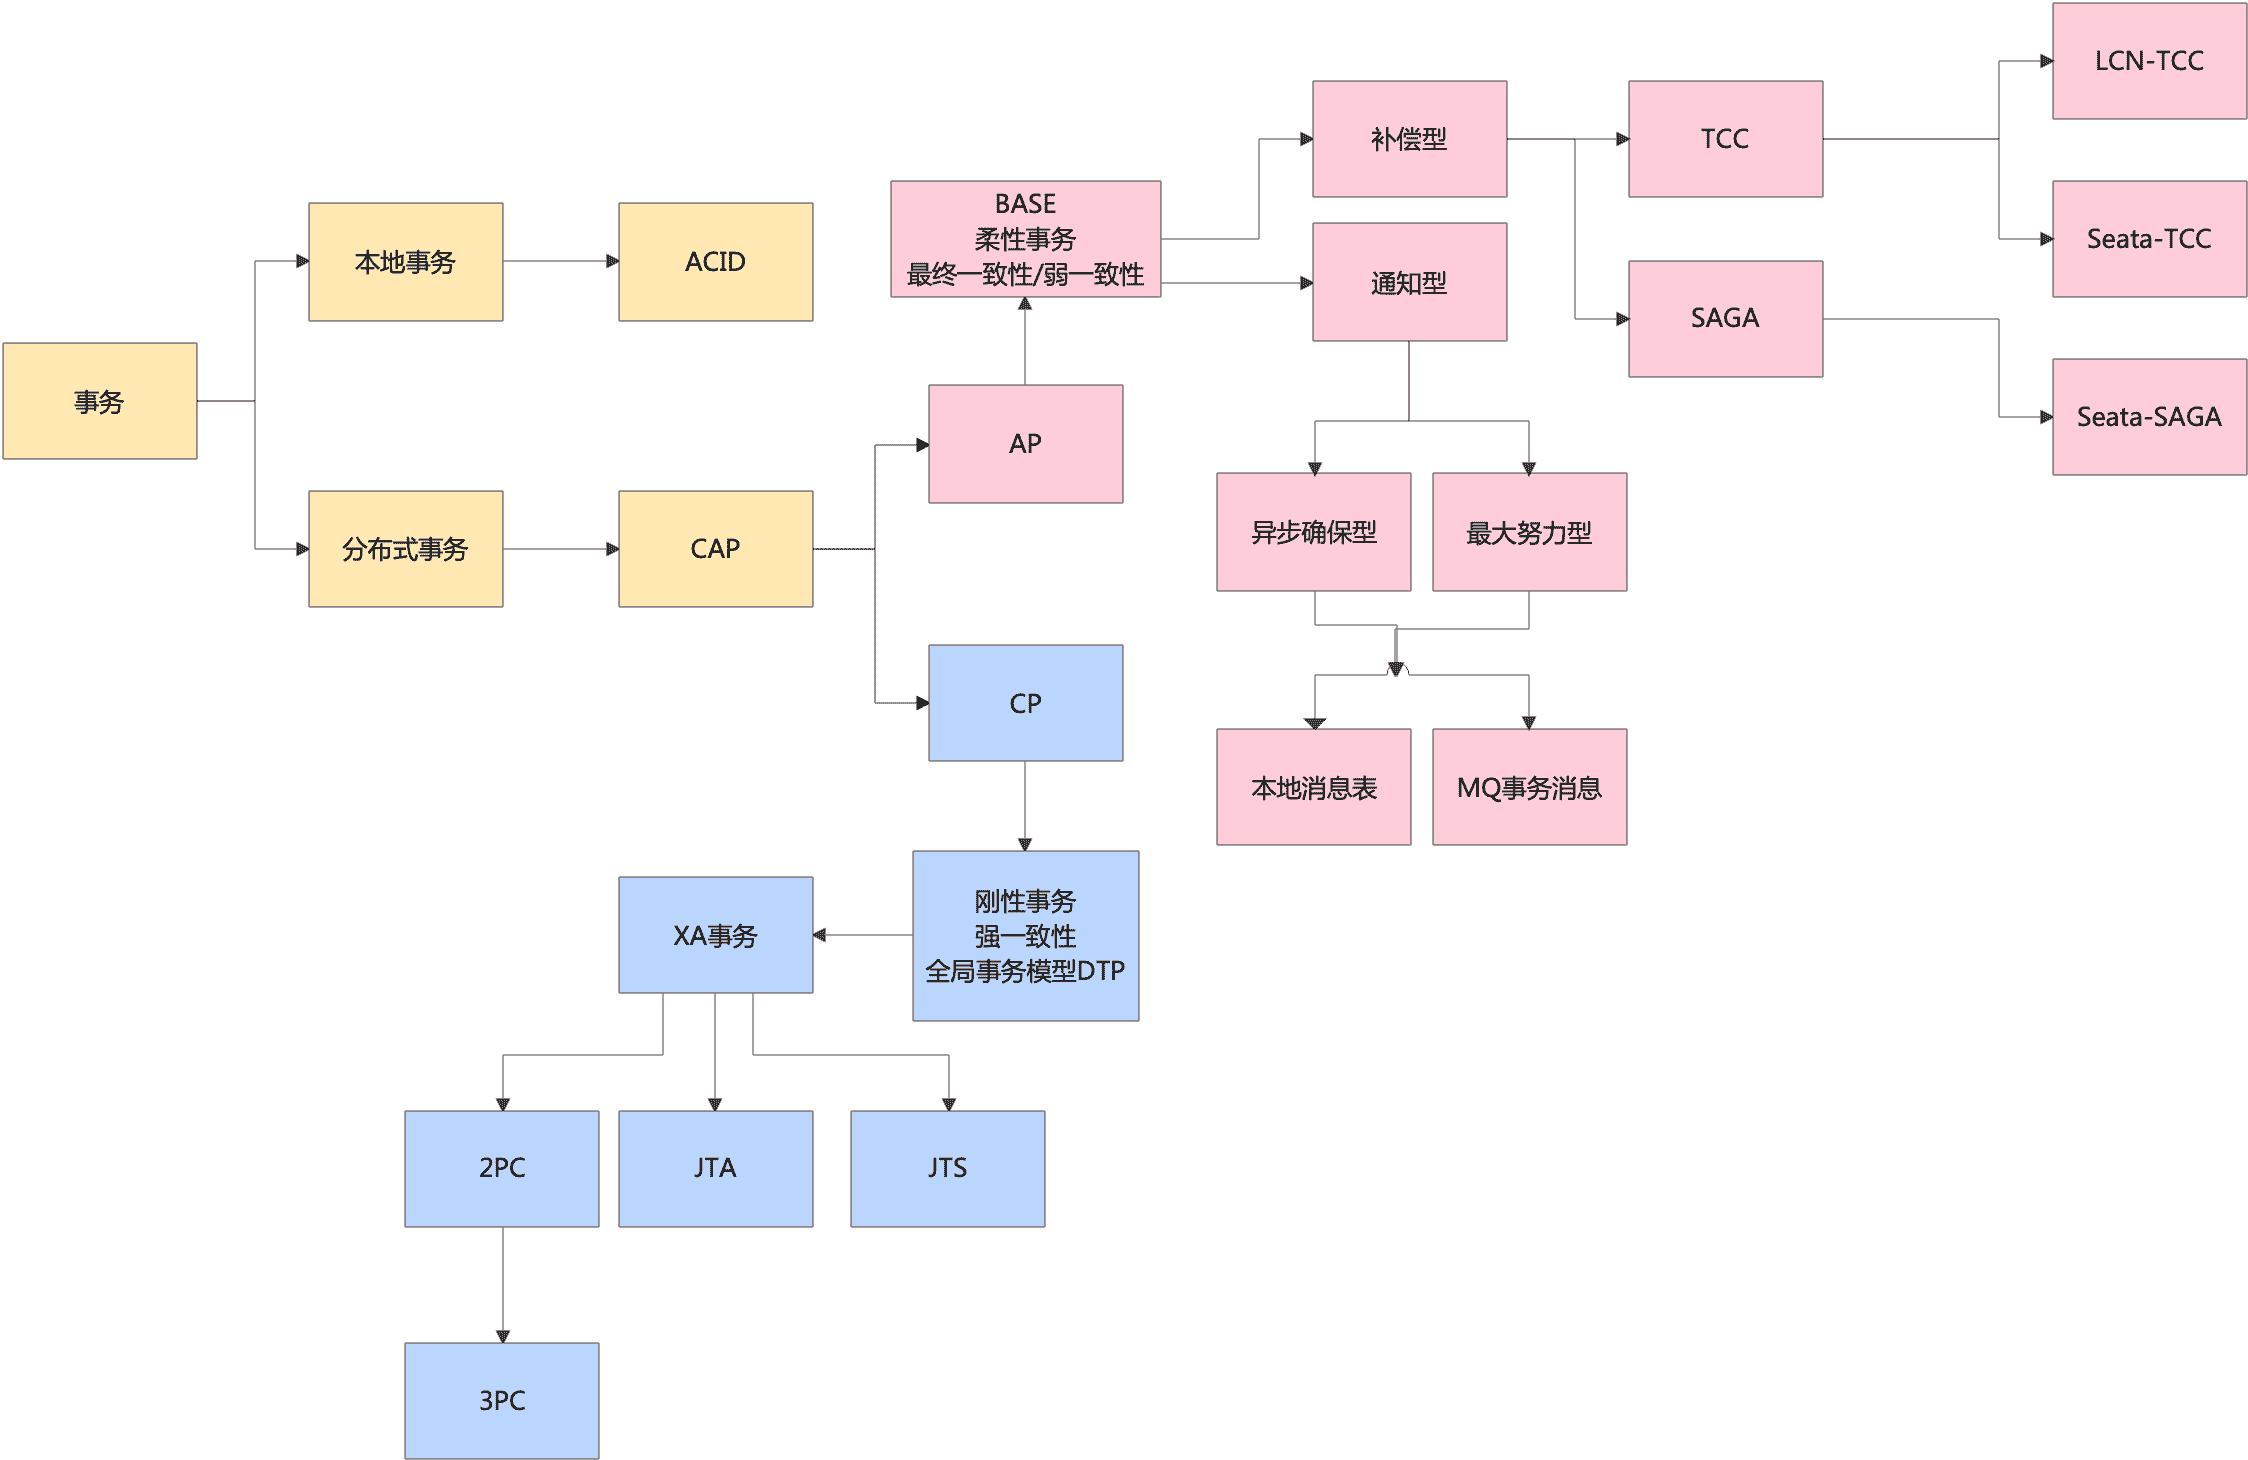 LCN-TCC
补偿型
TCC
BASE
柔性事务
最终一致性/弱一致性
Seata-TCC
本地事务
ACID
通知型
SAGA
事务
AP
Seata-SAGA
分布式事务
CAP
异步确保型
最大努力型
CP
本地消息表
MQ事务消息
XA事务
刚性事务
强一致性
全局事务模型DTP
2PC
JTA
JTS
3PC